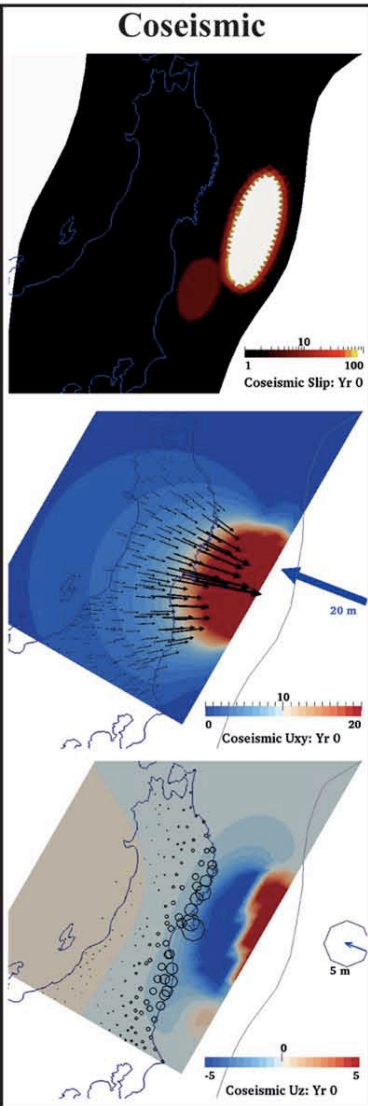 Coseismic
10
1 100
Coseismic Slip: Yr 0
20 m
10
0 20
Coseismic Uxy: Yr 0
5 m
0
-5 5
Coseismic Uz: Yr 0